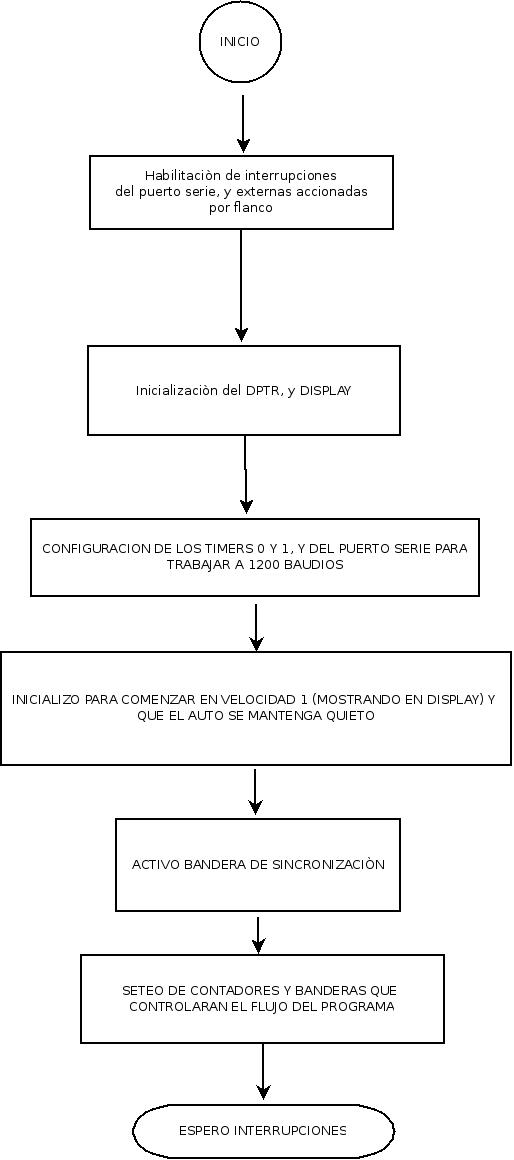 INICIO
Habilitaciòn de interrupciones
del puerto serie, y externas accionadas
por flanco
Inicializaciòn del DPTR, y DISPLAY
CONFIGURACION DE LOS TIMERS 0 Y 1, Y DEL PUERTO SERIE PARA
TRABAJAR A 1200 BAUDIOS
INICIALIZO PARA COMENZAR EN VELOCIDAD 1 (MOSTRANDO EN DISPLAY) Y
QUE EL AUTO SE MANTENGA QUIETO
ACTIVO BANDERA DE SINCRONIZACIÒN
SETEO DE CONTADORES Y BANDERAS QUE
CONTROLARAN EL FLUJO DEL PROGRAMA
ESPERO INTERRUPCIONES